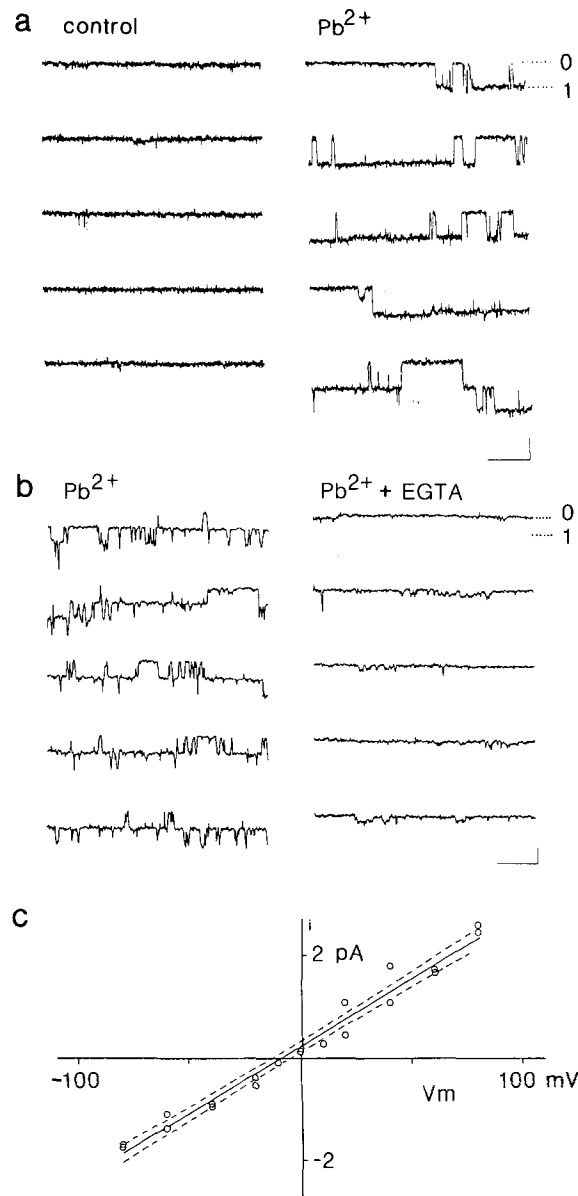 a control Pb²⁺
0
1
b Pb²⁺ Pb²⁺ + EGTA
0
1
c
i
2 pA
-100 Vm 100 mV
-2